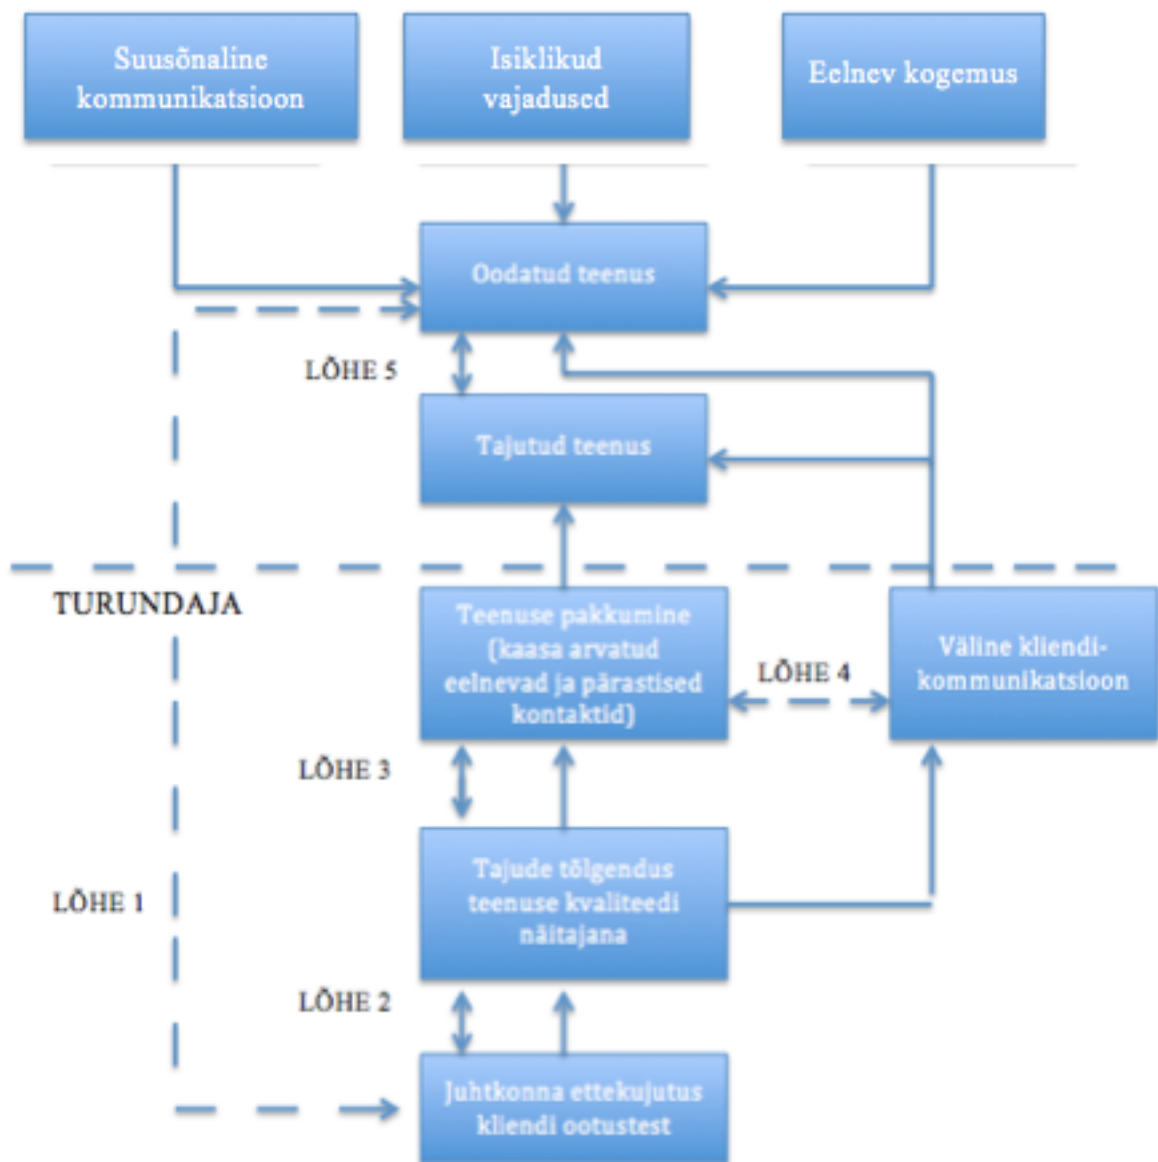 Suusõnaline
kommunikatsioon
Isiklikud
vajadused
Eelnev kogemus
Oodatud teenus
LÕHE 5
Tajutud teenus
TURUNDAJA
Teenuse pakkumine
(kaasa arvatud
eelnevad ja pärastised
kontaktid)
LÕHE 4
Väline kliendi-
kommunikatsioon
LÕHE 3
Tajude tõlgendus
teenuse kvaliteedi
näitajana
LÕHE 1
LÕHE 2
Juhtkonna ettekujutus
kliendi ootustest